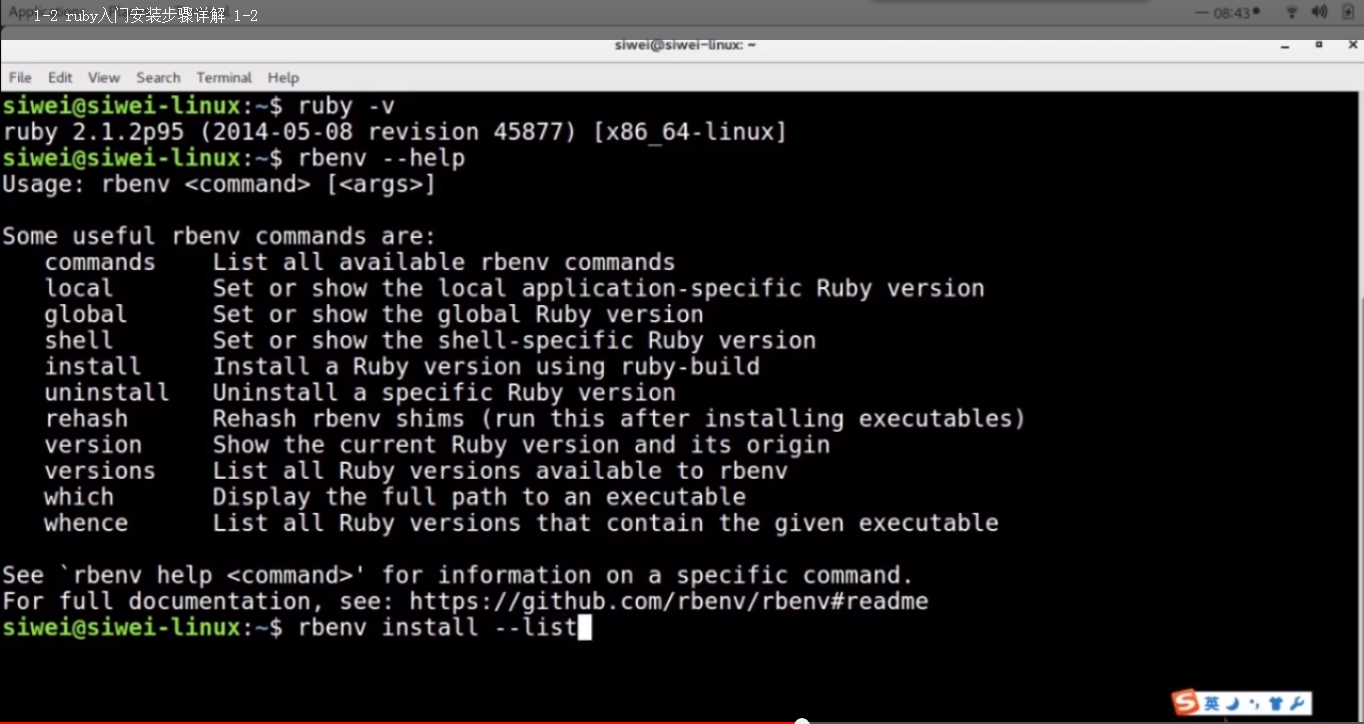 1-2 ruby入门安装步骤详解 1-2
08:43
siwei@siwei-linux: ~
File Edit View Search Terminal Help
siwei@siwei-linux:~$ ruby -v
ruby 2.1.2p95 (2014-05-08 revision 45877) [x86_64-linux]
siwei@siwei-linux:~$ rbenv --help
Usage: rbenv <command> [<args>]
Some useful rbenv commands are:
commands List all available rbenv commands
local Set or show the local application-specific Ruby version
global Set or show the global Ruby version
shell Set or show the shell-specific Ruby version
install Install a Ruby version using ruby-build
uninstall Uninstall a specific Ruby version
rehash Rehash rbenv shims (run this after installing executables)
version Show the current Ruby version and its origin
versions List all Ruby versions available to rbenv
which Display the full path to an executable
whence List all Ruby versions that contain the given executable
See `rbenv help <command>' for information on a specific command.
For full documentation, see: https://github.com/rbenv/rbenv#readme
siwei@siwei-linux:~$ rbenv install --list
S英